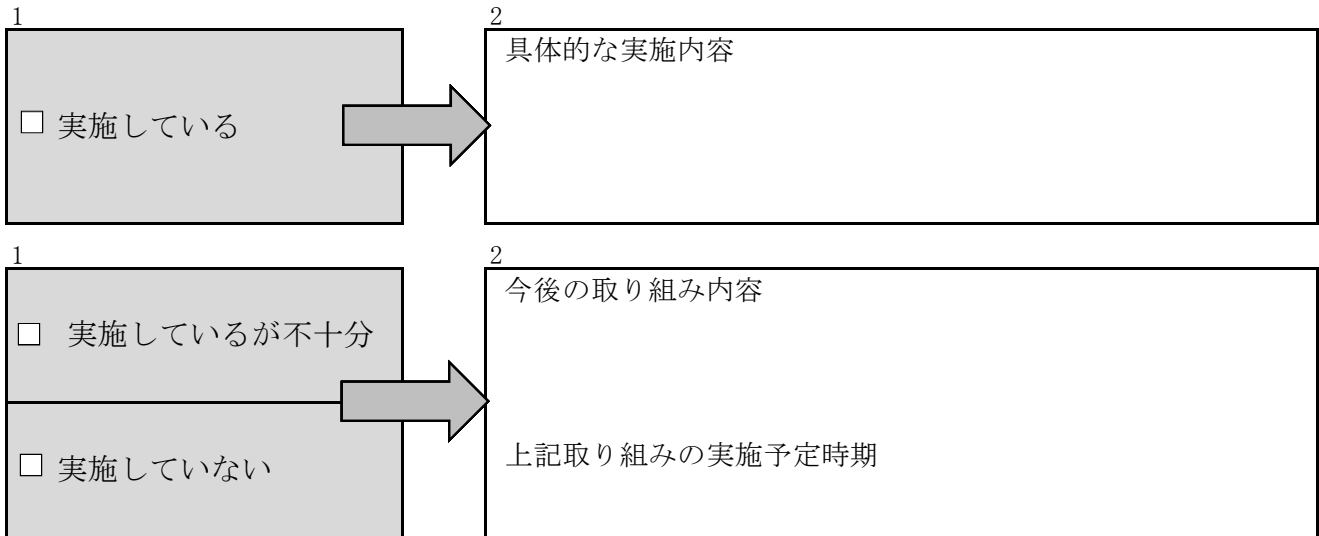 1
2
□ 実施している
具体的な実施内容
1
2
□ 実施しているが不十分
今後の取り組み内容
□ 実施していない
上記取り組みの実施予定時期